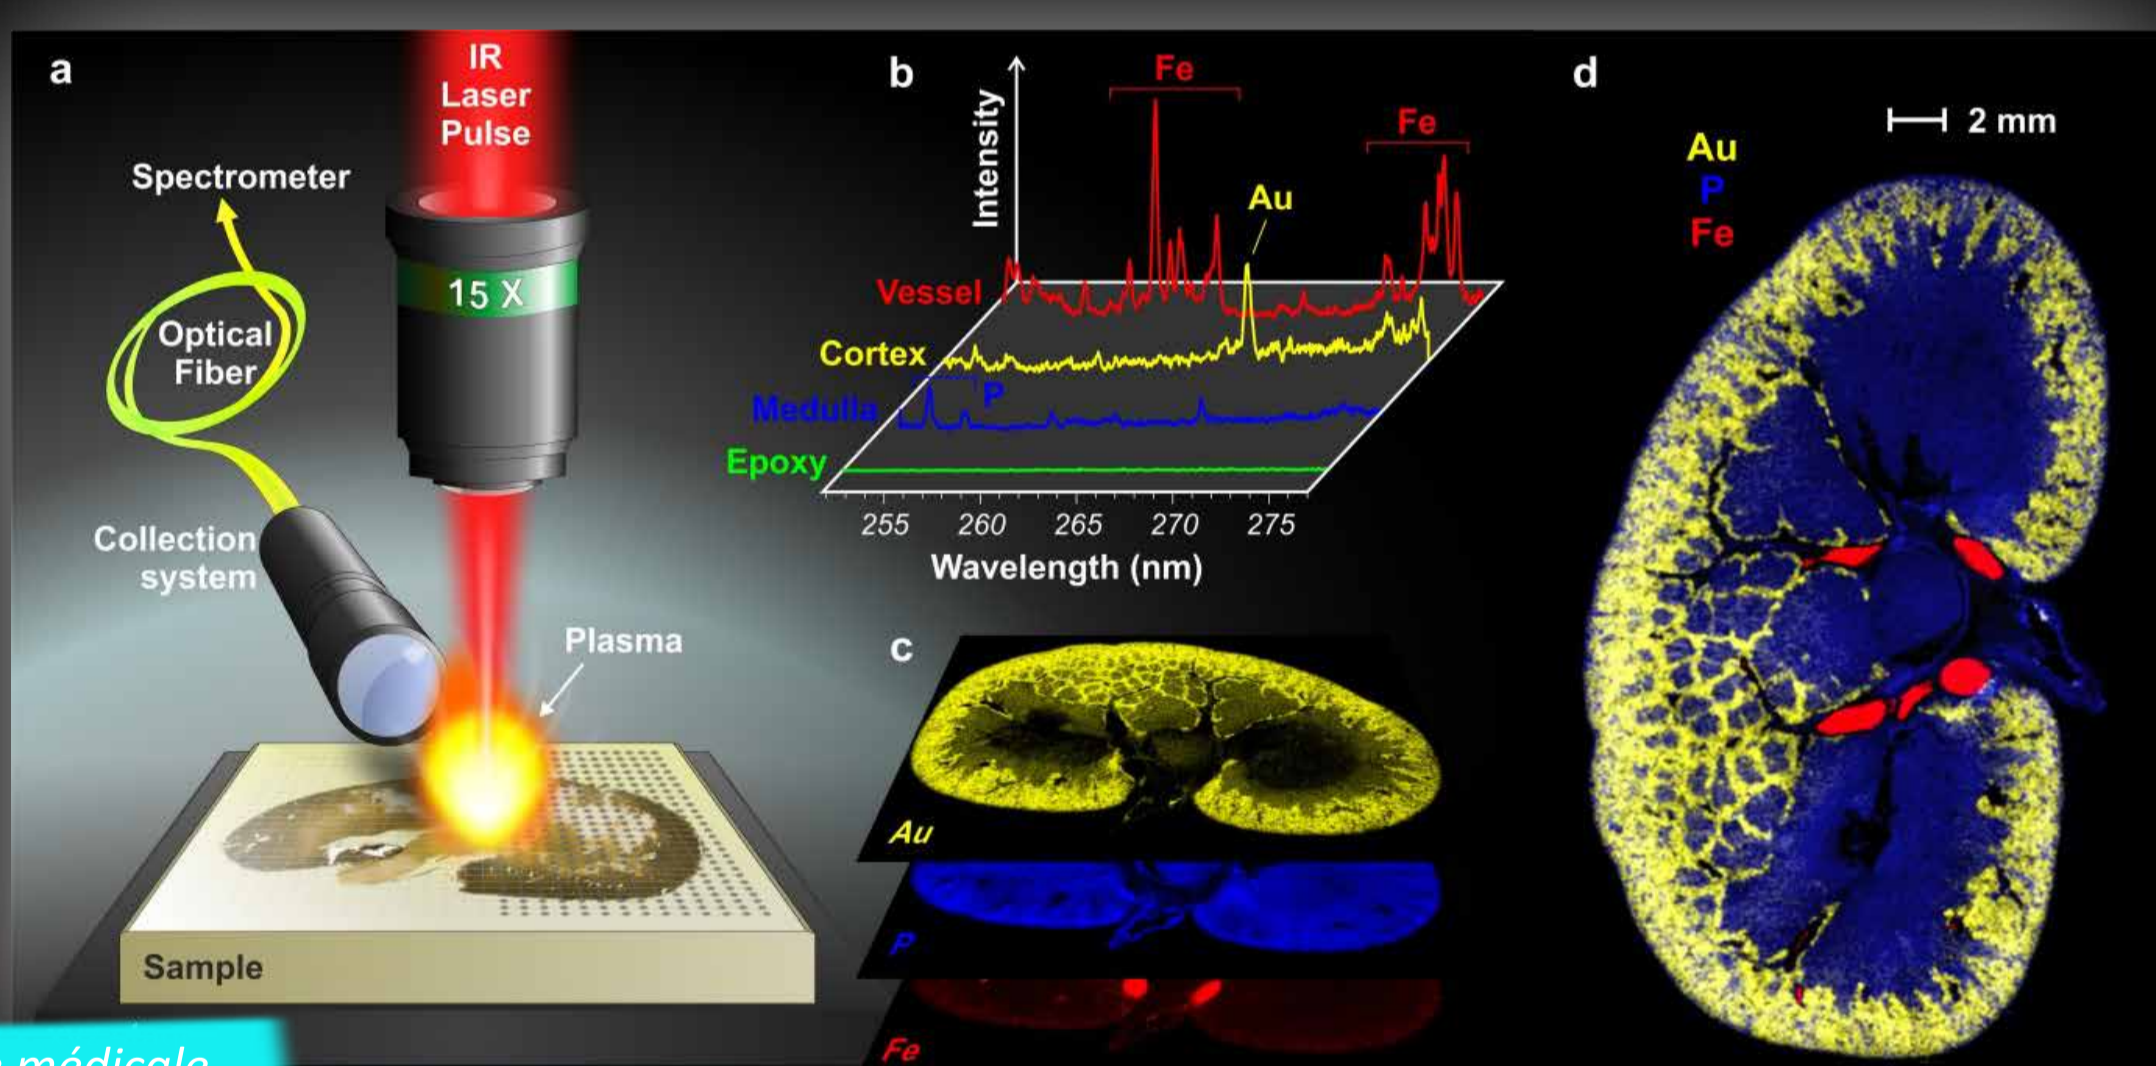 a
IR
Laser
Pulse
Spectrometer
15 X
Optical
Fiber
Collection
system
Plasma
Sample
médicale
b
Intensity
Fe
Fe
Au
Vessel
Cortex
P
Medulla
Epoxy
255 260 265 270 275
Wavelength (nm)
c
Au
P
Fe
d
2 mm
Au
P
Fe